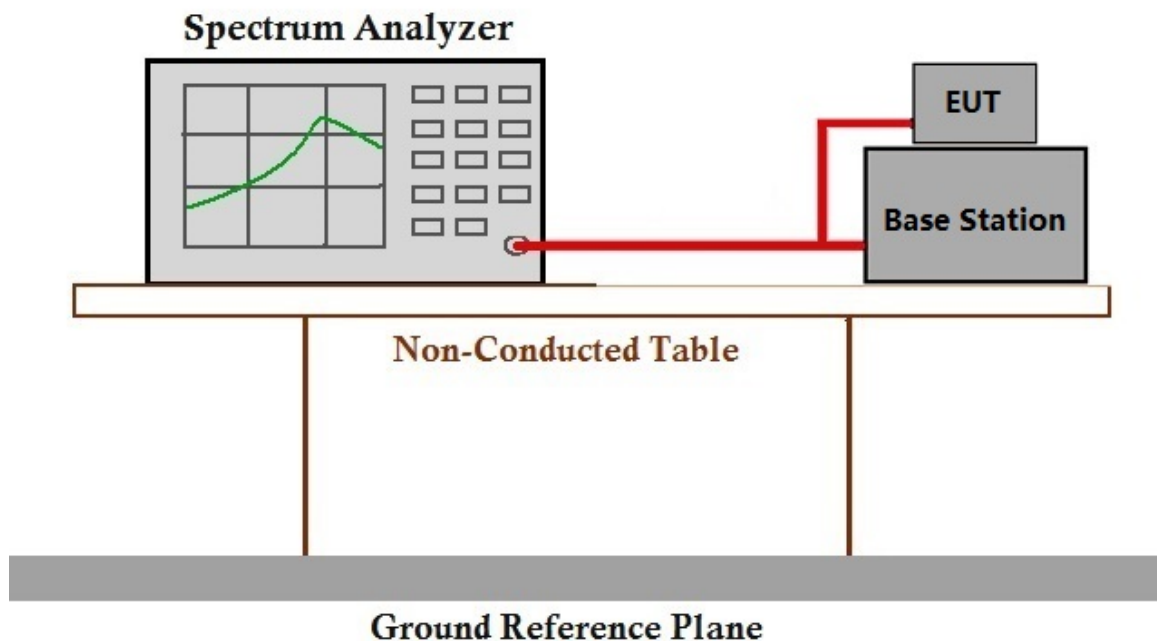 Spectrum Analyzer
EUT
Base Station
Non-Conducted Table
Ground Reference Plane